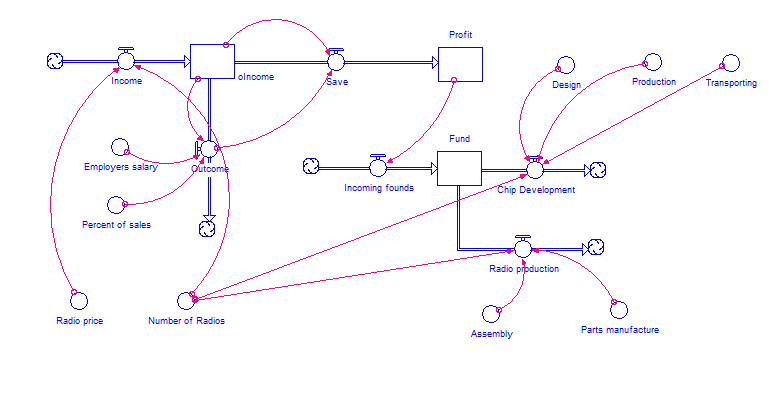 Profit
Income
oIncome
Save
Design
Production
Transporting
Fund
Employers salary
Outcome
Incoming founds
Chip Development
Percent of sales
Radio production
Radio price
Number of Radios
Assembly
Parts manufacture